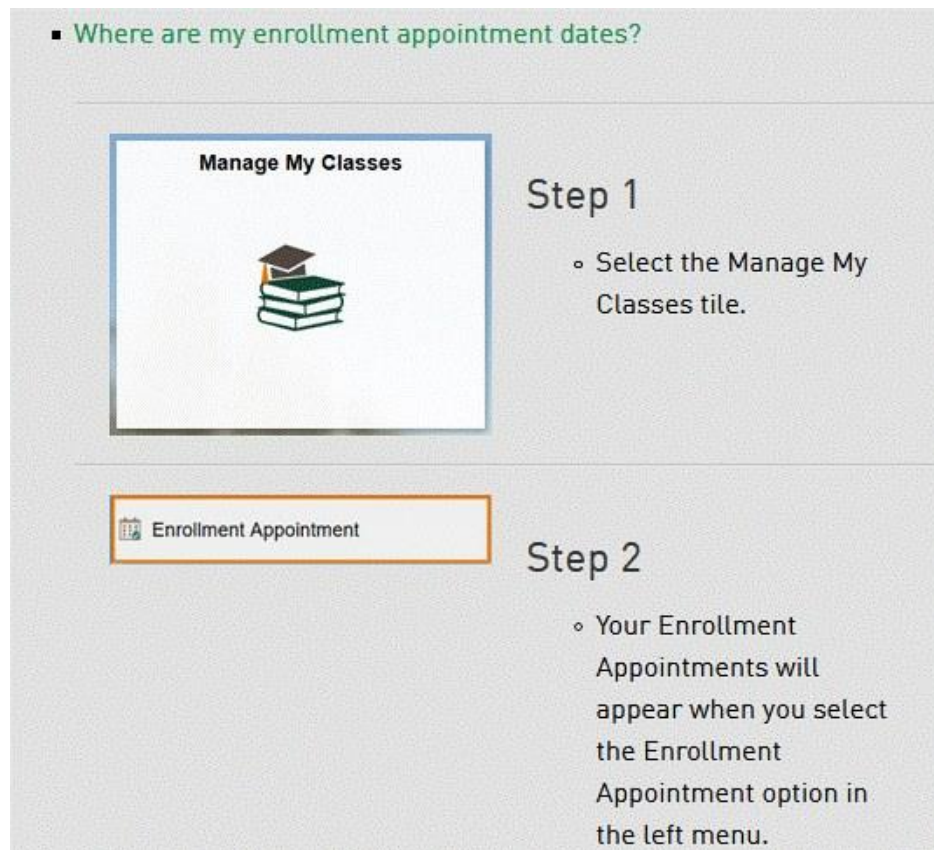 Where are my enrollment appointment dates?
Manage My Classes
Step 1
Select the Manage My
Classes tile.
Enrollment Appointment
Step 2
Your Enrollment
Appointments will
appear when you select
the Enrollment
Appointment option in
the left menu.